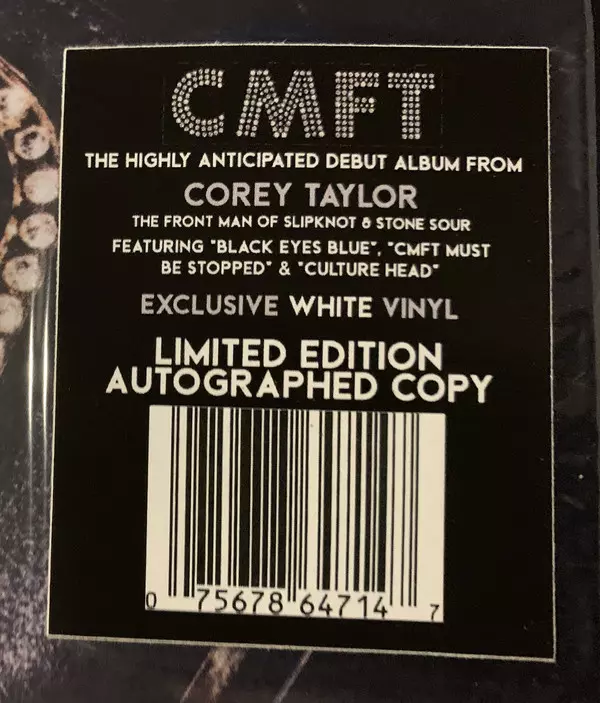 CMFT
THE HIGHLY ANTICIPATED DEBUT ALBUM FROM
COREY TAYLOR
THE FRONT MAN OF SLIPKNOT & STONE SOUR
FEATURING "BLACK EYES BLUE", "CMFT MUST
BE STOPPED" & "CULTURE HEAD"
EXCLUSIVE WHITE VINYL
LIMITED EDITION
AUTOGRAPHED COPY
0 75678 64714 7